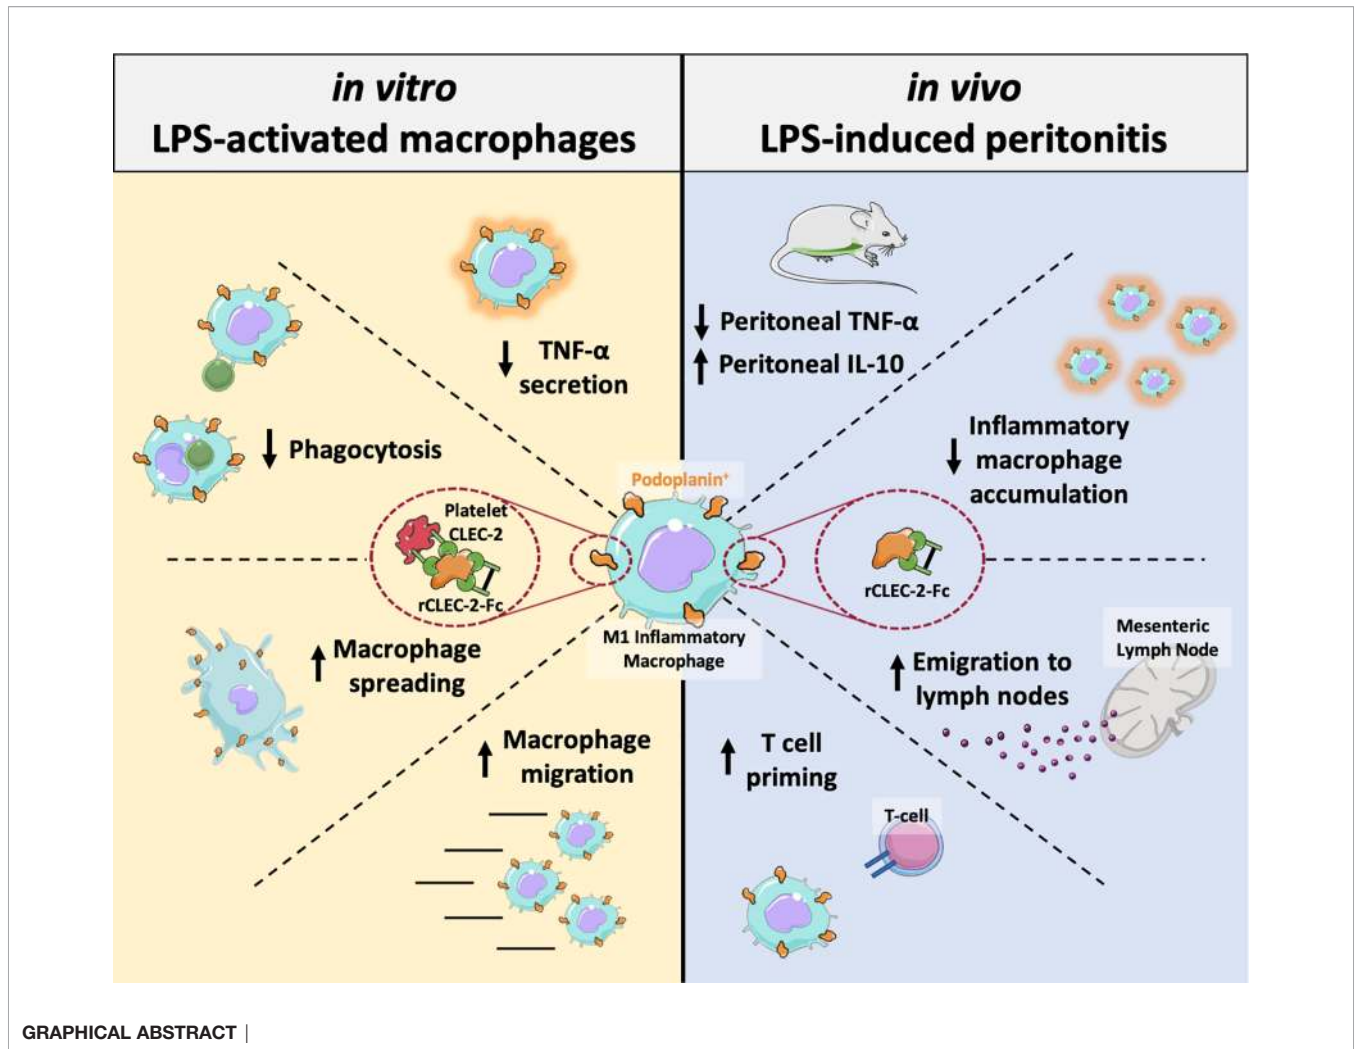 in vitro
LPS-activated macrophages
in vivo
LPS-induced peritonitis
↓ TNF-α
secretion
↓ Phagocytosis
Platelet
CLEC-2
rCLEC-2-Fc
↑ Macrophage
spreading
↑ Macrophage
migration
Podoplanin⁺
M1 Inflammatory
Macrophage
↓ Peritoneal TNF-α
↑ Peritoneal IL-10
↓ Inflammatory
macrophage
accumulation
rCLEC-2-Fc
Mesenteric
Lymph Node
↑ Emigration to
lymph nodes
↑ T cell
priming
T-cell
GRAPHICAL ABSTRACT |